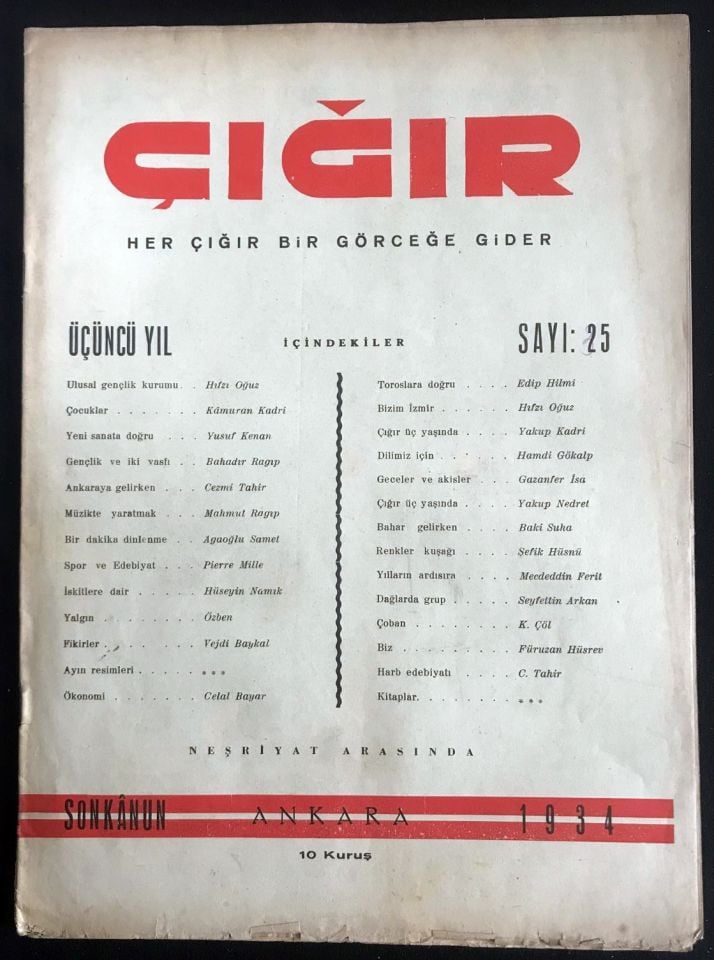 ÇIĞIR
HER ÇIĞIR BİR GÖRCEĞE GİDER
ÜÇÜNCÜ YIL
İÇİNDEKİLER
SAYI: 25
Ulusal gençlik kurumu . . Hıfzı Oğuz
Çocuklar . . . . . . . Kâmuran Kadri
Yeni sanata doğru . . . Yusuf Kenan
Gençlik ve iki vasfı . . Bahadır Ragıp
Ankaraya gelirken . . . Cezmi Tahir
Müzikte yaratmak . . . Mahmut Ragıp
Bir dakika dinlenme . . Agaoğlu Samet
Spor ve Edebiyat . . . Pierre Mille
İskitlere dair . . . . . Hüseyin Namık
Yalgın . . . . . . . . Özben
Fikirler . . . . . . . Vejdi Baykal
Ayın resimleri . . . . . * * *
Ökonomi . . . . . . . Celal Bayar
Toroslara doğru . . . . Edip Hilmi
Bizim İzmir . . . . . . Hıfzı Oğuz
Çığır üç yaşında . . . . Yakup Kadri
Dilimiz için . . . . . . Hamdi Gökalp
Geceler ve akisler . . . Gazanfer İsa
Çığır üç yaşında . . . . Yakup Nedret
Bahar gelirken . . . . Baki Suha
Renkler kuşağı . . . . Şefik Hüsnü
Yılların ardısıra . . . . Mecdeddin Ferit
Dağlarda grup . . . . . Seyfettin Arkan
Çoban . . . . . . . . K. Çöl
Biz . . . . . . . . . Füruzan Hüsrev
Harb edebiyatı . . . . C. Tahir
Kitaplar. . . . . . . . * * *
NEŞRİYAT ARASINDA
SONKÂNUN ANKARA 1934
10 Kuruş